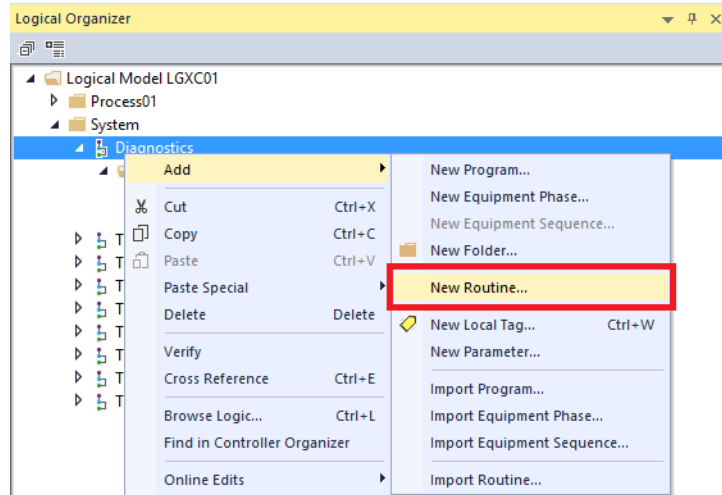 Logical Organizer
Logical Model LGXC01
Process01
System
Diagnostics
Add
Cut Ctrl+X
Copy Ctrl+C
Paste Ctrl+V
Paste Special
Delete Delete
Verify
Cross Reference Ctrl+E
Browse Logic... Ctrl+L
Find in Controller Organizer
Online Edits
New Program...
New Equipment Phase...
New Equipment Sequence...
New Folder...
New Routine...
New Local Tag... Ctrl+W
New Parameter...
Import Program...
Import Equipment Phase...
Import Equipment Sequence...
Import Routine...
T
T
T
T
T
T
T
T